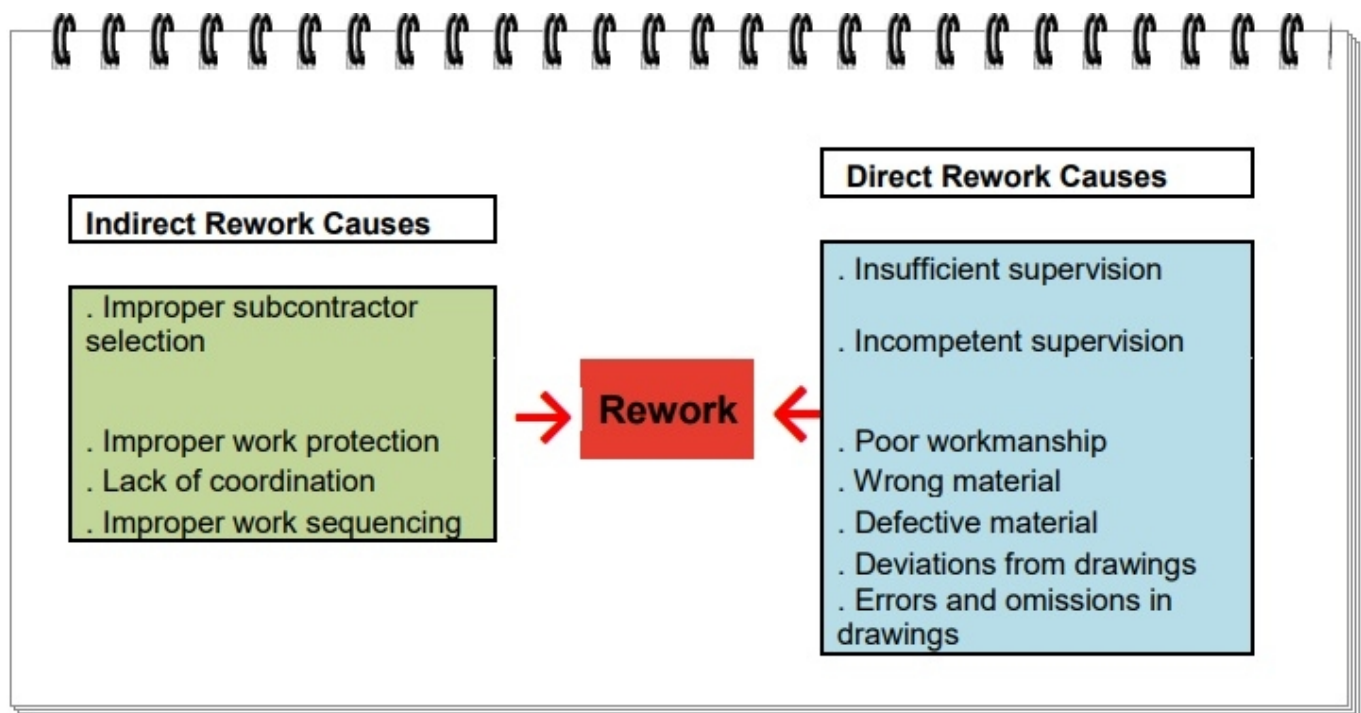 Indirect Rework Causes
. Improper subcontractor
selection
. Improper work protection
. Lack of coordination
. Improper work sequencing
Rework
Direct Rework Causes
. Insufficient supervision
. Incompetent supervision
. Poor workmanship
. Wrong material
. Defective material
. Deviations from drawings
. Errors and omissions in
drawings